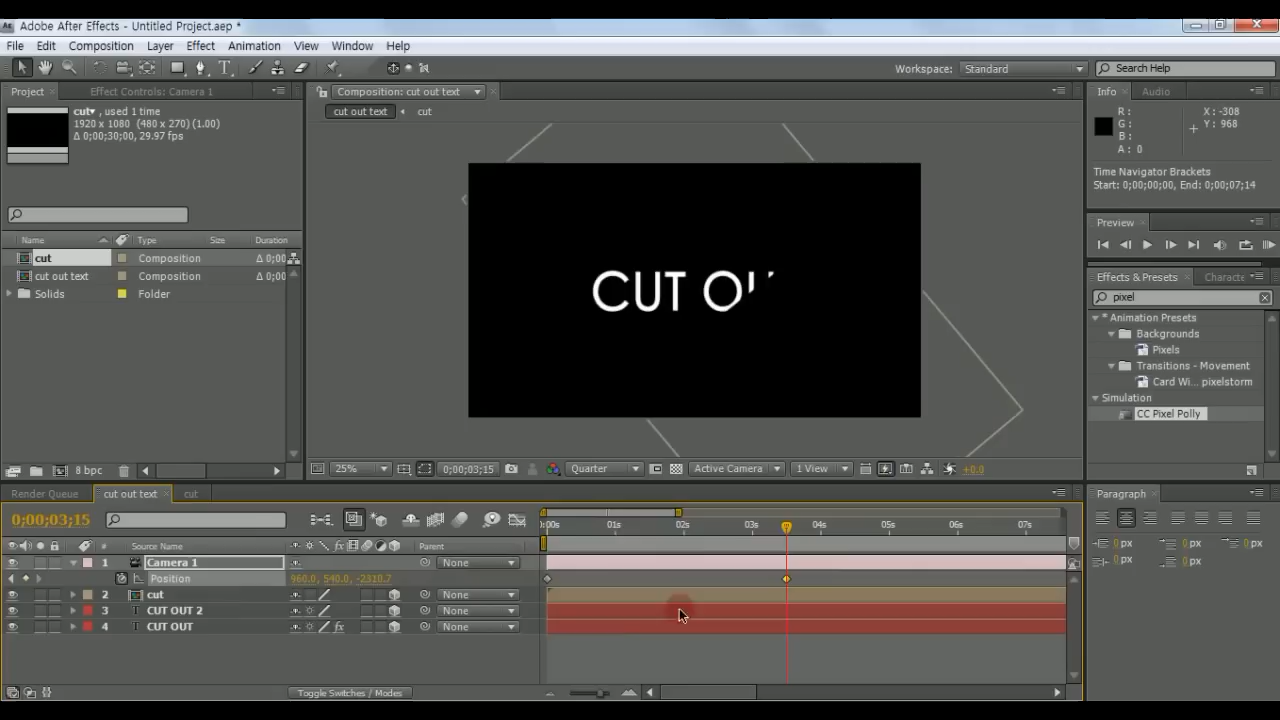 Adobe After Effects - Untitled Project.aep *
File Edit Composition Layer Effect Animation View Window Help
Workspace: Standard Search Help
Project Effect Controls: Camera 1
cut▾ , used 1 time
1920 x 1080 (480 x 270) (1.00)
Δ 0;00;30;00, 29.97 fps
Name Type Size Duration
cut Composition Δ 0;00
cut out text Composition Δ 0;00
Solids Folder
8 bpc
Composition: cut out text
cut out text cut
CUT OU
25% 0;00;03;15 Quarter Active Camera 1 View +0.0
Info Audio
R :
G :
B :
A : 0
X : -308
Y : 968
Time Navigator Brackets
Start: 0;00;00;00, End: 0;00;07;14
Preview
Effects & Presets Characte
pixel
* Animation Presets
Backgrounds
Pixels
Transitions - Movement
Card Wi... pixelstorm
Simulation
CC Pixel Polly
Render Queue cut out text cut
0;00;03;15
:00s 01s 02s 03s 04s 05s 06s 07s
# Source Name Parent
1 Camera 1 None
Position 960.0, 540.0, -2310.7
2 cut None
3 T CUT OUT 2 None
4 T CUT OUT fx None
Toggle Switches / Modes
Paragraph
0 px 0 px 0 px
0 px 0 px